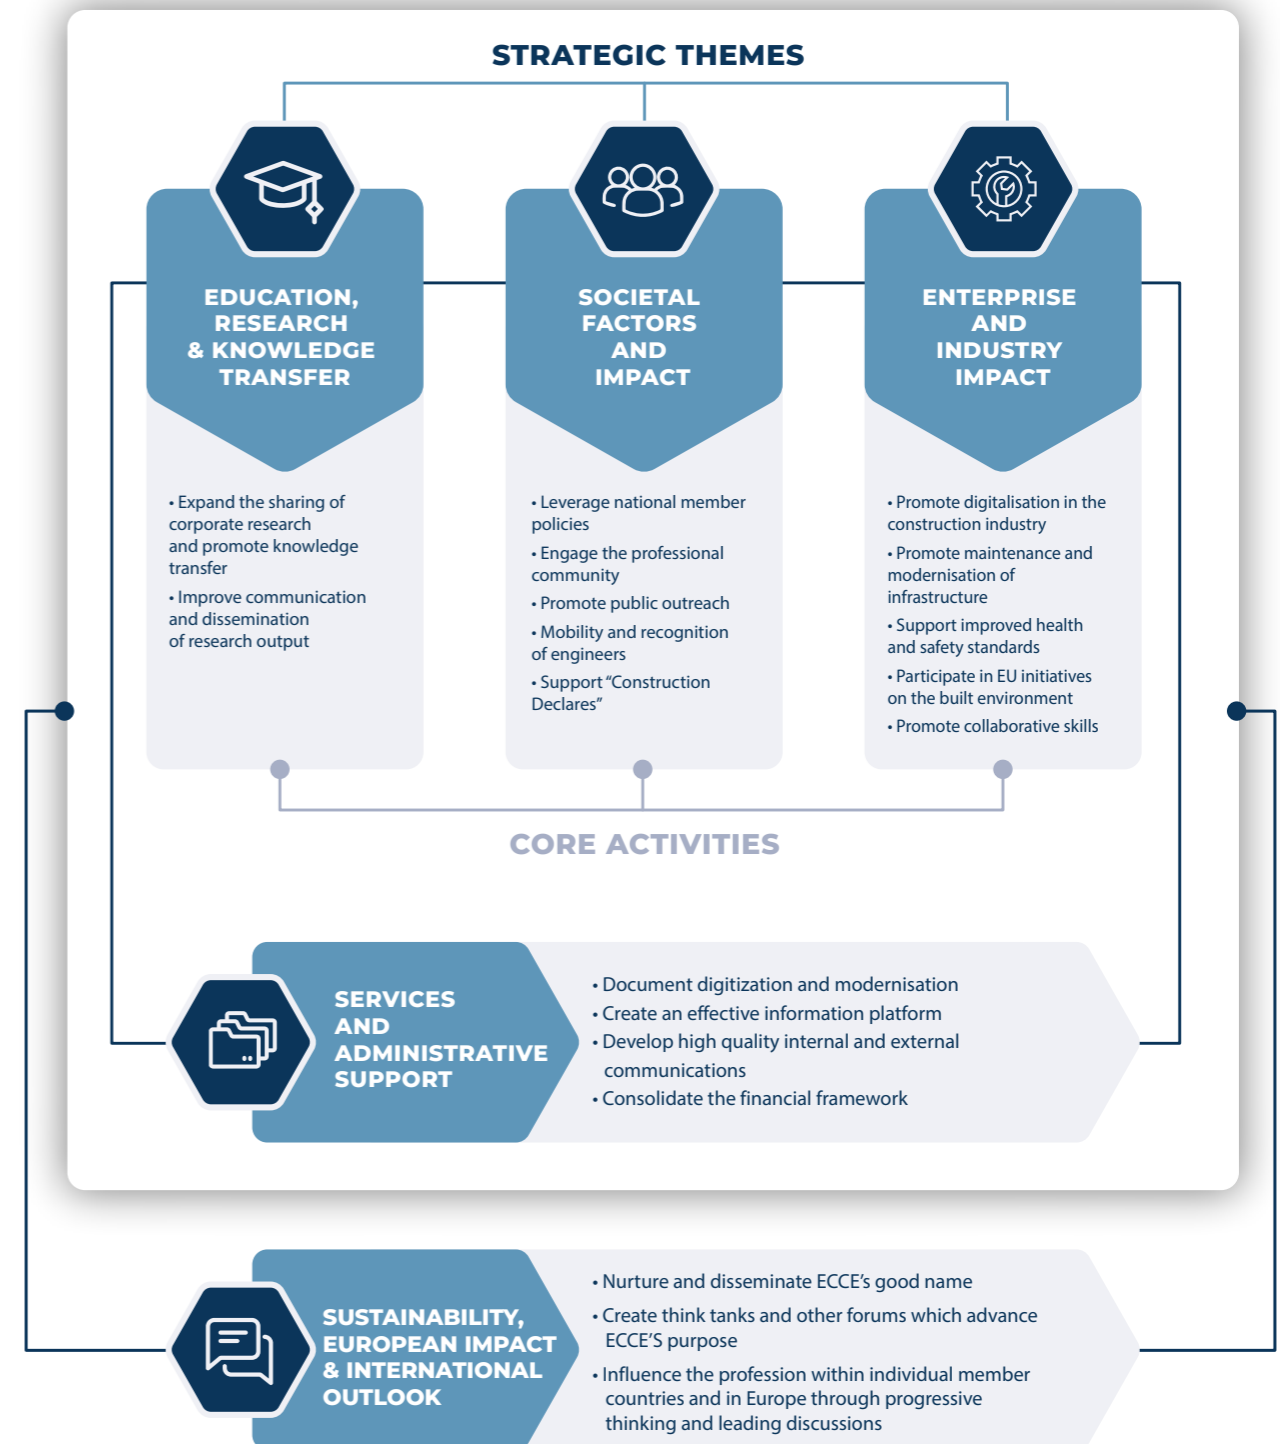 STRATEGIC THEMES
EDUCATION,
RESEARCH
& KNOWLEDGE
TRANSFER
• Expand the sharing of
corporate research
and promote knowledge
transfer
• Improve communication
and dissemination
of research output
SOCIETAL
FACTORS
AND
IMPACT
• Leverage national member
policies
• Engage the professional
community
• Promote public outreach
• Mobility and recognition
of engineers
• Support “Construction
Declares”
ENTERPRISE
AND
INDUSTRY
IMPACT
• Promote digitalisation in the
construction industry
• Promote maintenance and
modernisation of
infrastructure
• Support improved health
and safety standards
• Participate in EU initiatives
on the built environment
• Promote collaborative skills
CORE ACTIVITIES
SERVICES
AND
ADMINISTRATIVE
SUPPORT
• Document digitization and modernisation
• Create an effective information platform
• Develop high quality internal and external
communications
• Consolidate the financial framework
SUSTAINABILITY,
EUROPEAN IMPACT
& INTERNATIONAL
OUTLOOK
• Nurture and disseminate ECCE’s good name
• Create think tanks and other forums which advance
ECCE’S purpose
• Influence the profession within individual member
countries and in Europe through progressive
thinking and leading discussions